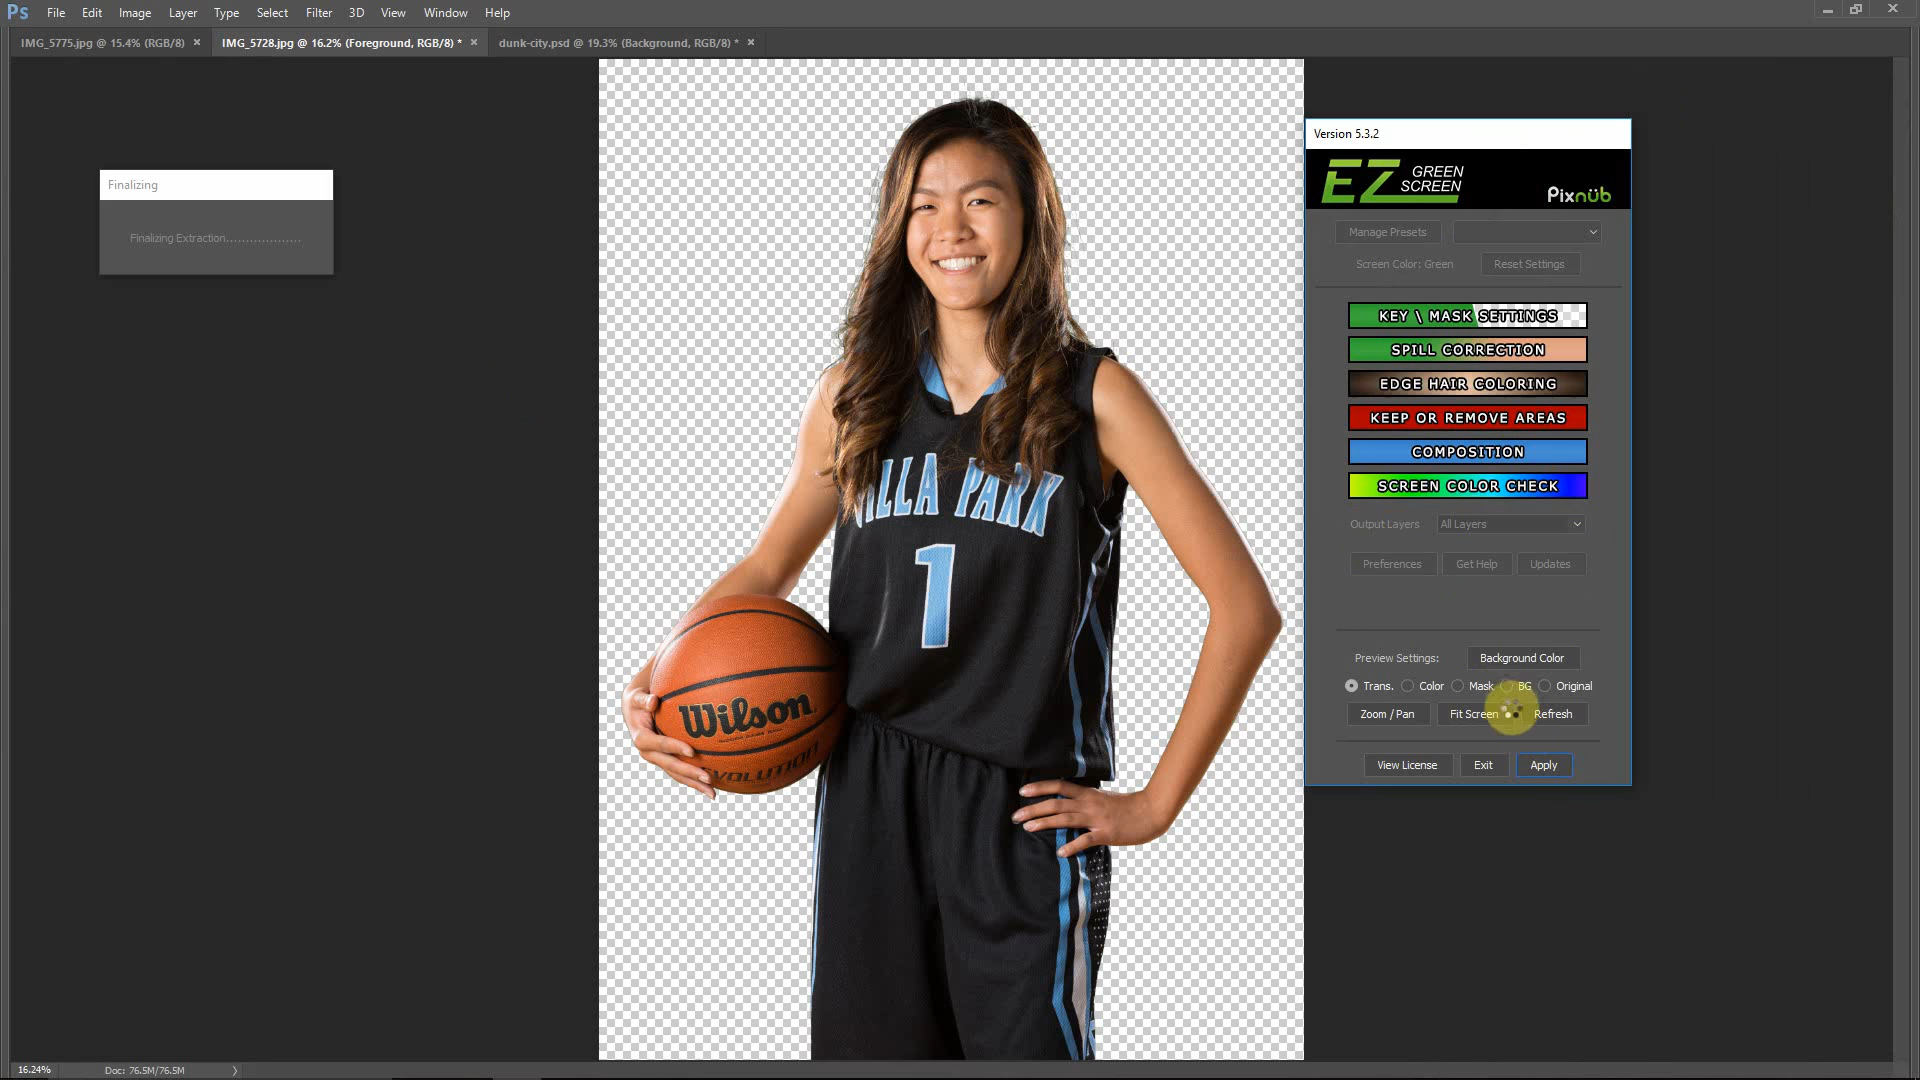 Ps File Edit Image Layer Type Select Filter 3D View Window Help
IMG_5775.jpg @ 15.4% (RGB/8) × IMG_5728.jpg @ 16.2% (Foreground, RGB/8) * × dunk-city.psd @ 19.3% (Background, RGB/8) * ×
Finalizing
Finalizing Extraction...................
ILLA PARK
1
Wilson
EVOLUTION
Version 5.3.2
EZ GREEN SCREEN
Pixnüb
Manage Presets
Screen Color: Green Reset Settings
KEY \ MASK SETTINGS
SPILL CORRECTION
EDGE HAIR COLORING
KEEP OR REMOVE AREAS
COMPOSITION
SCREEN COLOR CHECK
Output Layers All Layers
Preferences Get Help Updates
Preview Settings: Background Color
Trans. Color Mask BG Original
Zoom / Pan Fit Screen Refresh
View License Exit Apply
16.24% Doc: 76.5M/76.5M